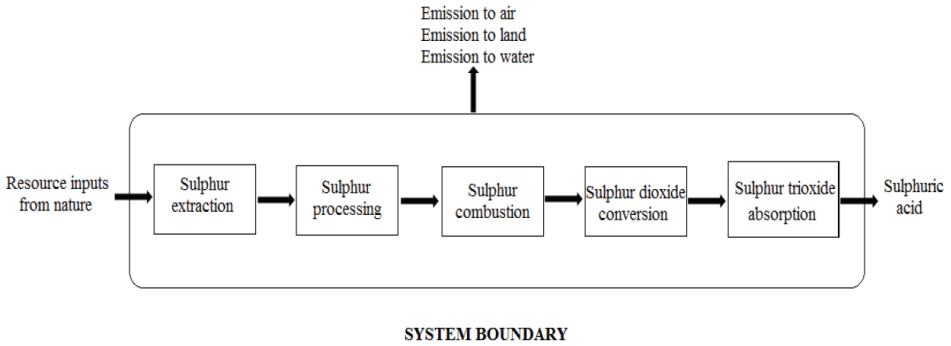 Emission to air
Emission to land
Emission to water
Resource inputs
from nature
Sulphur
extraction
Sulphur
processing
Sulphur
combustion
Sulphur dioxide
conversion
Sulphur trioxide
absorption
Sulphuric
acid
SYSTEM BOUNDARY